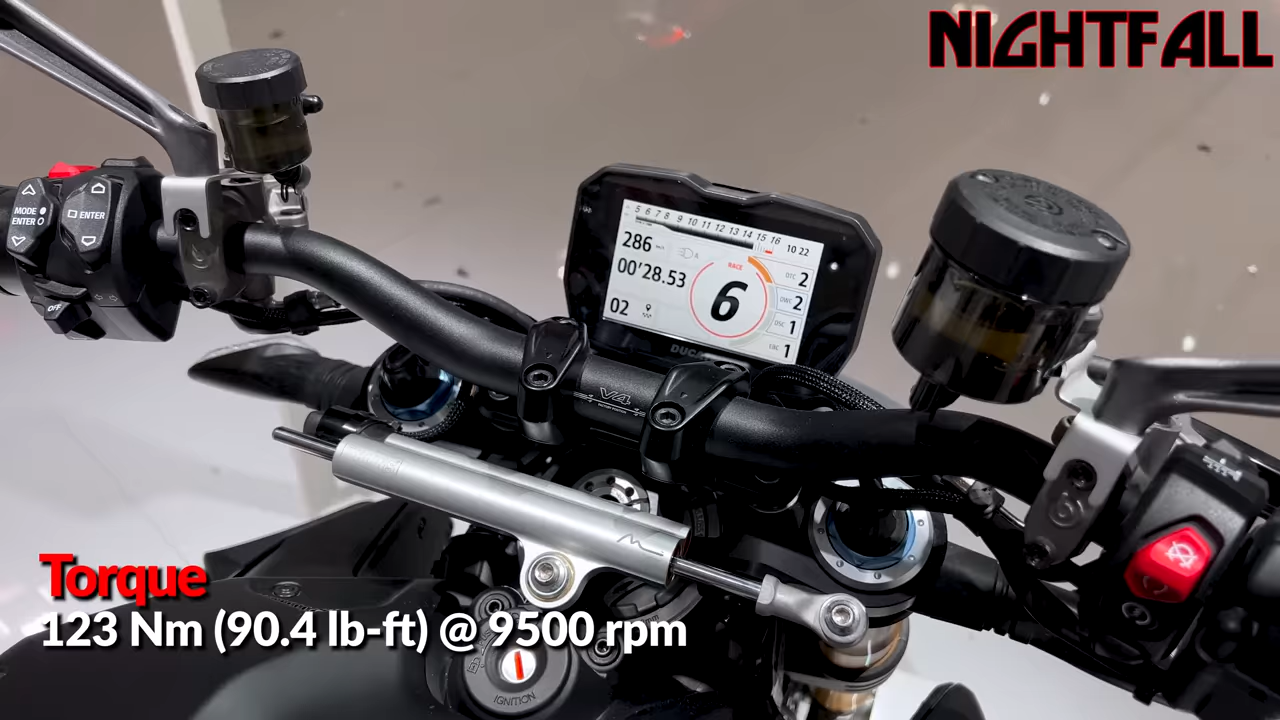 NIGHTFALL
MODE
ENTER
ENTER
OFF
5 6 7 8 9 10 11 12 13 14 15 16
10 22
286 km/h
A
00'28.53
02
RACE
6
DTC 2
DWC 2
DSC 1
EBC 1
V4
Torque
123 Nm (90.4 lb-ft) @ 9500 rpm
IGNITION